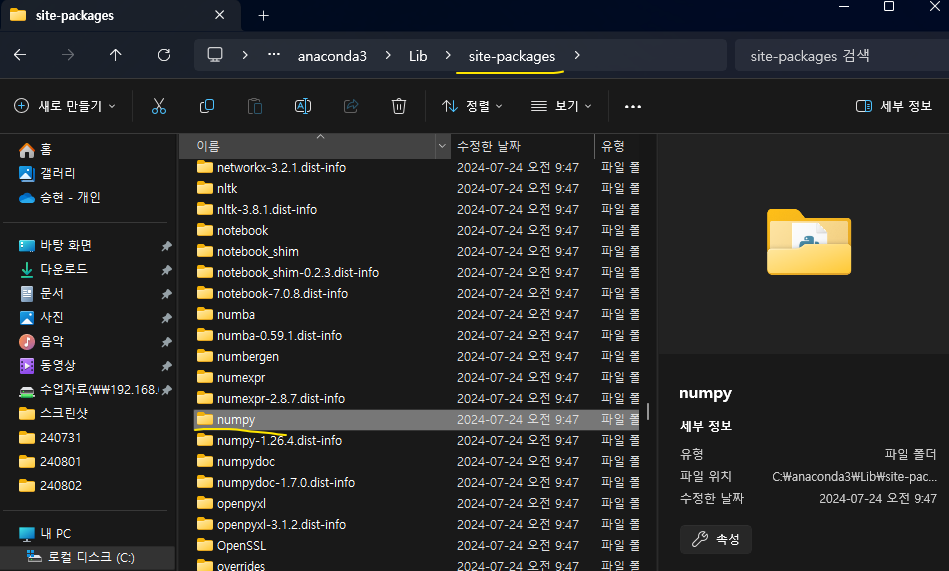 site-packages
anaconda3 Lib site-packages
site-packages 검색
새로 만들기
정렬
보기
세부 정보
홈
갤러리
승현 - 개인
바탕 화면
다운로드
문서
사진
음악
동영상
수업자료(₩₩192.168.
스크린샷
240731
240801
240802
내 PC
로컬 디스크 (C:)
이름 수정한 날짜 유형
networkx-3.2.1.dist-info 2024-07-24 오전 9:47 파일 폴
nltk 2024-07-24 오전 9:47 파일 폴
nltk-3.8.1.dist-info 2024-07-24 오전 9:47 파일 폴
notebook 2024-07-24 오전 9:47 파일 폴
notebook_shim 2024-07-24 오전 9:47 파일 폴
notebook_shim-0.2.3.dist-info 2024-07-24 오전 9:47 파일 폴
notebook-7.0.8.dist-info 2024-07-24 오전 9:47 파일 폴
numba 2024-07-24 오전 9:47 파일 폴
numba-0.59.1.dist-info 2024-07-24 오전 9:47 파일 폴
numbergen 2024-07-24 오전 9:47 파일 폴
numexpr 2024-07-24 오전 9:47 파일 폴
numexpr-2.8.7.dist-info 2024-07-24 오전 9:47 파일 폴
numpy 2024-07-24 오전 9:47 파일 폴
numpy-1.26.4.dist-info 2024-07-24 오전 9:47 파일 폴
numpydoc 2024-07-24 오전 9:47 파일 폴
numpydoc-1.7.0.dist-info 2024-07-24 오전 9:47 파일 폴
openpyxl 2024-07-24 오전 9:47 파일 폴
openpyxl-3.1.2.dist-info 2024-07-24 오전 9:47 파일 폴
OpenSSL 2024-07-24 오전 9:47 파일 폴
overrides 2024-07-24 오전 9:47 파일 폴
numpy
세부 정보
유형 파일 폴더
파일 위치 C:₩anaconda3₩Lib₩site-pac...
수정한 날짜 2024-07-24 오전 9:47
속성